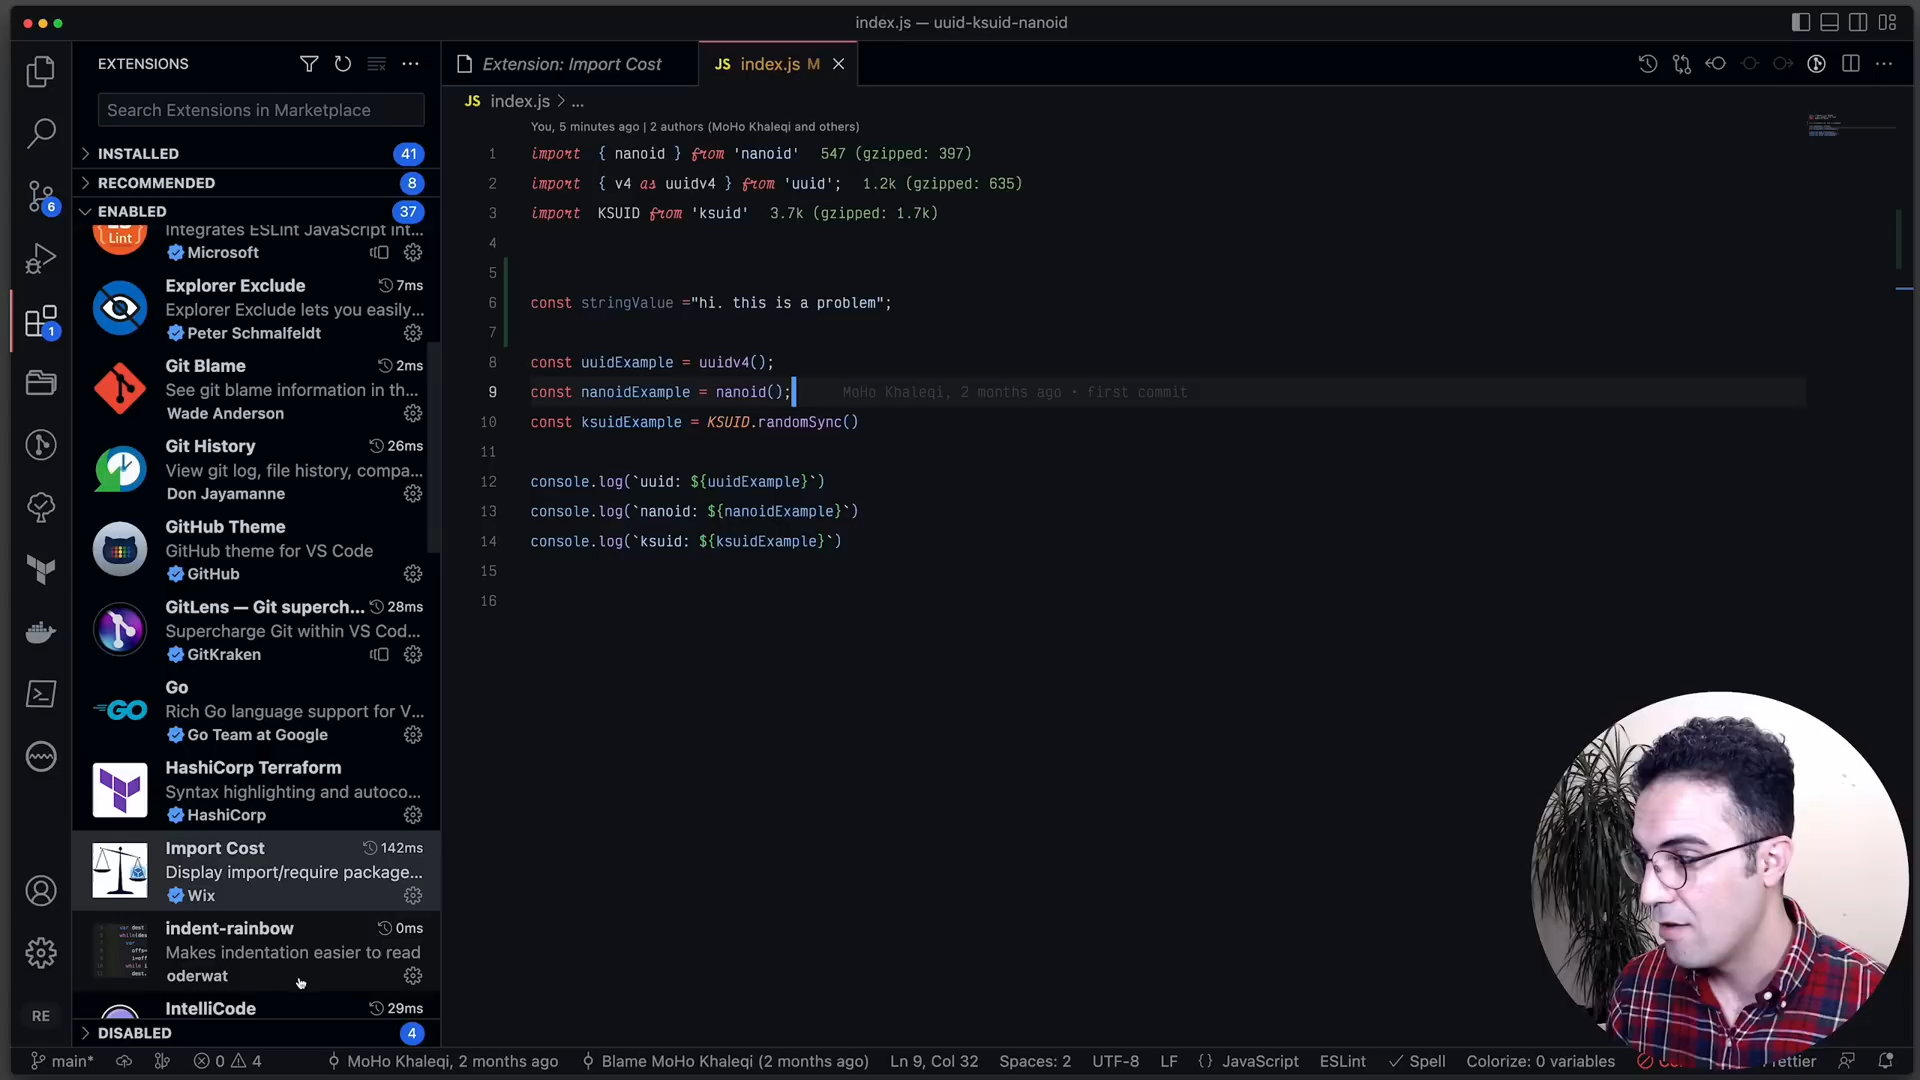 index.js — uuid-ksuid-nanoid
EXTENSIONS
Search Extensions in Marketplace
INSTALLED 41
RECOMMENDED 8
ENABLED 37
Lint
Integrates ESLint JavaScript int...
Microsoft
Explorer Exclude 7ms
Explorer Exclude lets you easily...
Peter Schmalfeldt
Git Blame 2ms
See git blame information in th...
Wade Anderson
Git History 26ms
View git log, file history, compa...
Don Jayamanne
GitHub Theme
GitHub theme for VS Code
GitHub
GitLens — Git superch... 28ms
Supercharge Git within VS Cod...
GitKraken
Go
GO
Rich Go language support for V...
Go Team at Google
HashiCorp Terraform
Syntax highlighting and autoco...
HashiCorp
Import Cost 142ms
Display import/require package...
Wix
indent-rainbow 0ms
Makes indentation easier to read
oderwat
IntelliCode 29ms
DISABLED 4
6
1
RE
Extension: Import Cost
JS index.js M
JS index.js > ...
You, 5 minutes ago | 2 authors (MoHo Khaleqi and others)
1 import { nanoid } from 'nanoid' 547 (gzipped: 397)
2 import { v4 as uuidv4 } from 'uuid'; 1.2k (gzipped: 635)
3 import KSUID from 'ksuid' 3.7k (gzipped: 1.7k)
4
5
6 const stringValue ="hi. this is a problem";
7
8 const uuidExample = uuidv4();
9 const nanoidExample = nanoid(); MoHo Khaleqi, 2 months ago • first commit
10 const ksuidExample = KSUID.randomSync()
11
12 console.log(`uuid: ${uuidExample}`)
13 console.log(`nanoid: ${nanoidExample}`)
14 console.log(`ksuid: ${ksuidExample}`)
15
16
main* 0 4 MoHo Khaleqi, 2 months ago Blame MoHo Khaleqi (2 months ago) Ln 9, Col 32 Spaces: 2 UTF-8 LF {} JavaScript ESLint Spell Colorize: 0 variables